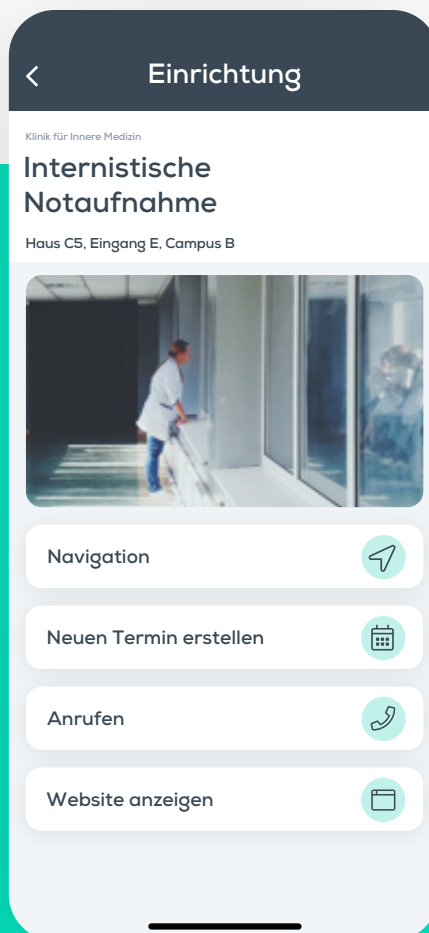 Einrichtung
Klinik für Innere Medizin
Internistische
Notaufnahme
Haus C5, Eingang E, Campus B
Navigation
Neuen Termin erstellen
Anrufen
Website anzeigen